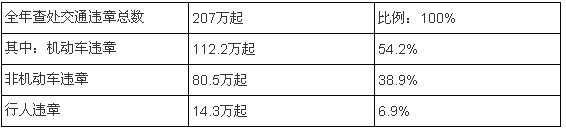 全年查处交通违章总数 207万起 比例：100%
其中：机动车违章 112.2万起 54.2%
非机动车违章 80.5万起 38.9%
行人违章 14.3万起 6.9%